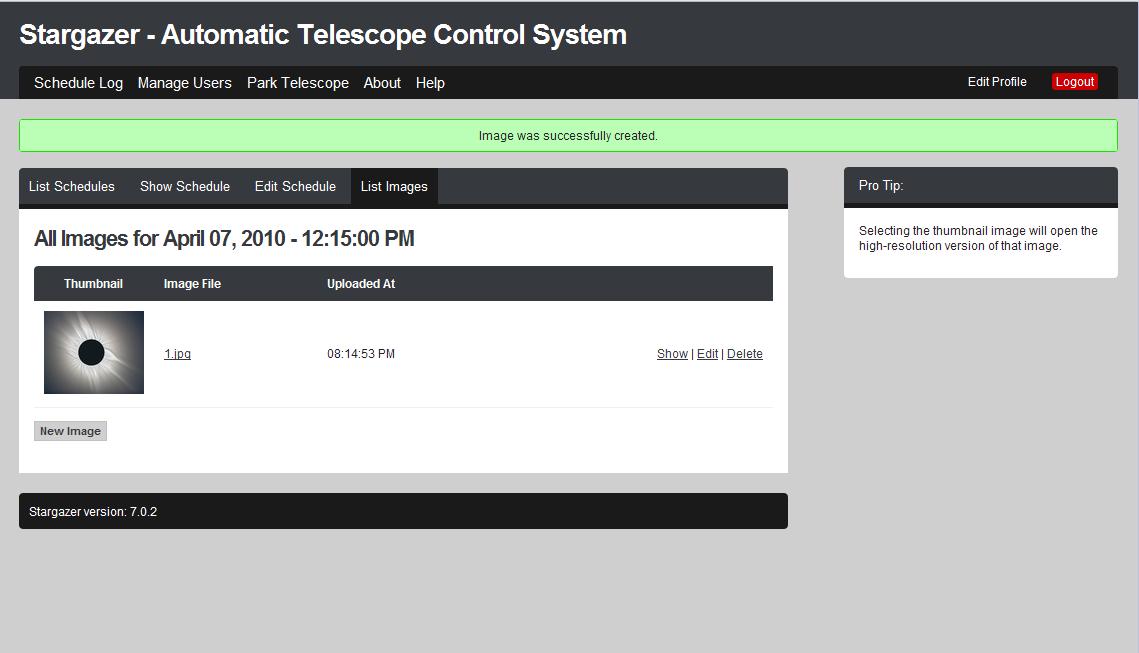 Stargazer - Automatic Telescope Control System
Schedule Log Manage Users Park Telescope About Help Edit Profile Logout
Image was successfully created.
List Schedules Show Schedule Edit Schedule List Images
All Images for April 07, 2010 - 12:15:00 PM
Thumbnail Image File Uploaded At
1.jpg 08:14:53 PM Show | Edit | Delete
New Image
Stargazer version: 7.0.2
Pro Tip:
Selecting the thumbnail image will open the
high-resolution version of that image.